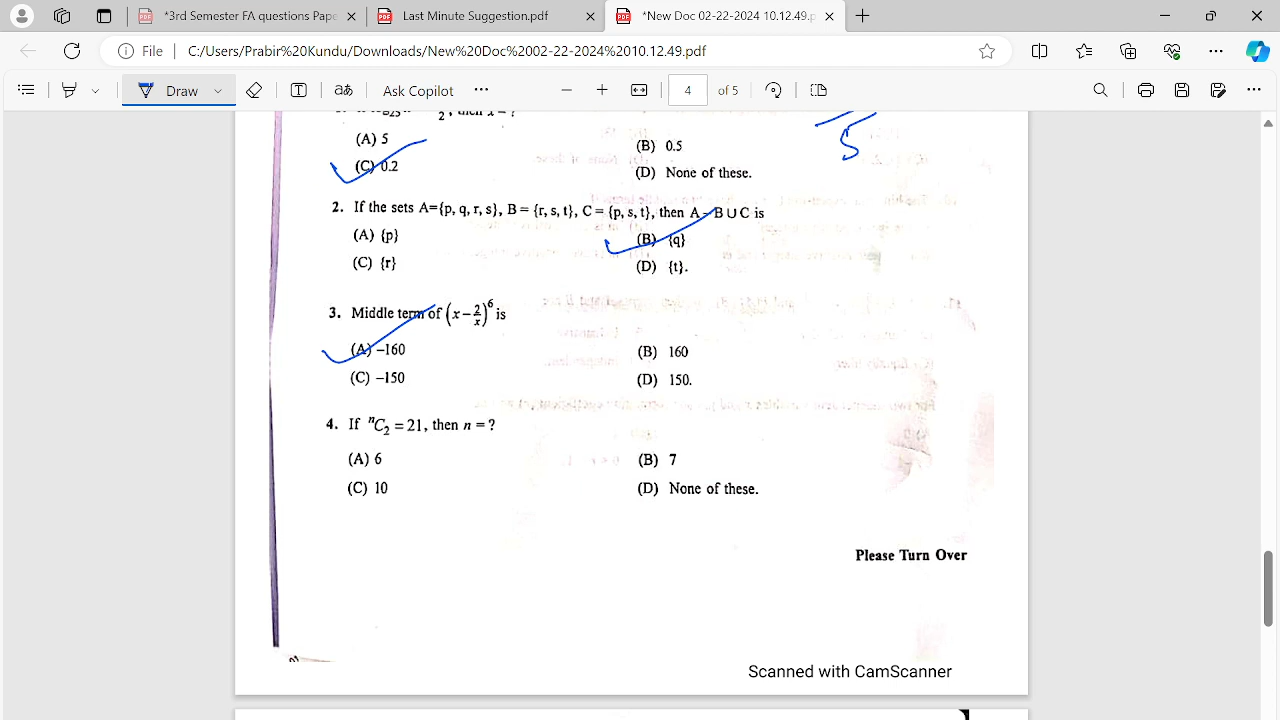 *3rd Semester FA questions Pape
Last Minute Suggestion.pdf
*New Doc 02-22-2024 10.12.49.p
File | C:/Users/Prabir%20Kundu/Downloads/New%20Doc%2002-22-2024%2010.12.49.pdf
Draw
aあ
Ask Copilot
4 of 5
(A) 5
(B) 0.5
(C) 0.2
(D) None of these.
5
2. If the sets A={p, q, r, s}, B = {r, s, t}, C = {p, s, t}, then A – B ∪ C is
(A) {p}
(B) {q}
(C) {r}
(D) {t}.
3. Middle term of (x – 2/x)^6 is
(A) –160
(B) 160
(C) –150
(D) 150.
4. If ^nC_2 = 21, then n = ?
(A) 6
(B) 7
(C) 10
(D) None of these.
Please Turn Over
Scanned with CamScanner